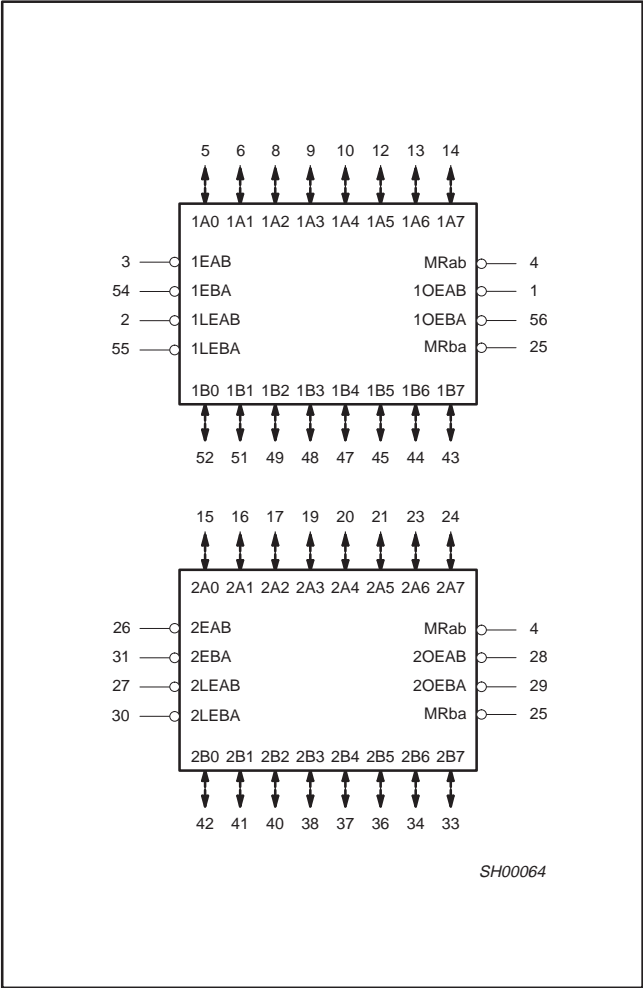 5 6 8 9 10 12 13 14
1A0 1A1 1A2 1A3 1A4 1A5 1A6 1A7
3 1EAB MRab 4
54 1EBA 1OEAB 1
2 1LEAB 1OEBA 56
55 1LEBA MRba 25
1B0 1B1 1B2 1B3 1B4 1B5 1B6 1B7
52 51 49 48 47 45 44 43
15 16 17 19 20 21 23 24
2A0 2A1 2A2 2A3 2A4 2A5 2A6 2A7
26 2EAB MRab 4
31 2EBA 2OEAB 28
27 2LEAB 2OEBA 29
30 2LEBA MRba 25
2B0 2B1 2B2 2B3 2B4 2B5 2B6 2B7
42 41 40 38 37 36 34 33
SH00064